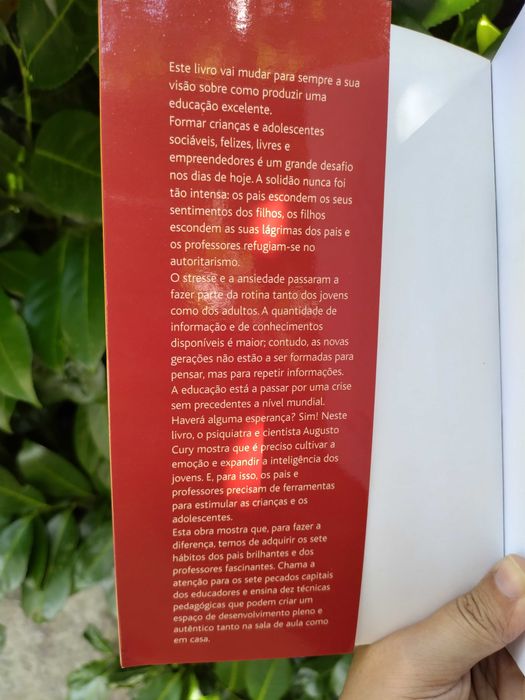 Este livro vai mudar para sempre a sua
visão sobre como produzir uma
educação excelente.
Formar crianças e adolescentes
sociáveis, felizes, livres e
empreendedores é um grande desafio
nos dias de hoje. A solidão nunca foi
tão intensa: os pais escondem os seus
sentimentos dos filhos, os filhos
escondem as suas lágrimas dos pais e
os professores refugiam-se no
autoritarismo.
O stresse e a ansiedade passaram a
fazer parte da rotina tanto dos jovens
como dos adultos. A quantidade de
informação e de conhecimentos
disponíveis é maior; contudo, as novas
gerações não estão a ser formadas para
pensar, mas para repetir informações.
A educação está a passar por uma crise
sem precedentes a nível mundial.
Haverá alguma esperança? Sim! Neste
livro, o psiquiatra e cientista Augusto
Cury mostra que é preciso cultivar a
emoção e expandir a inteligência dos
jovens. E, para isso, os pais e
professores precisam de ferramentas
para estimular as crianças e os
adolescentes.
Esta obra mostra que, para fazer a
diferença, temos de adquirir os sete
hábitos dos pais brilhantes e dos
professores fascinantes. Chama a
atenção para os sete pecados capitais
dos educadores e ensina dez técnicas
pedagógicas que podem criar um
espaço de desenvolvimento pleno e
autêntico tanto na sala de aula como
em casa.